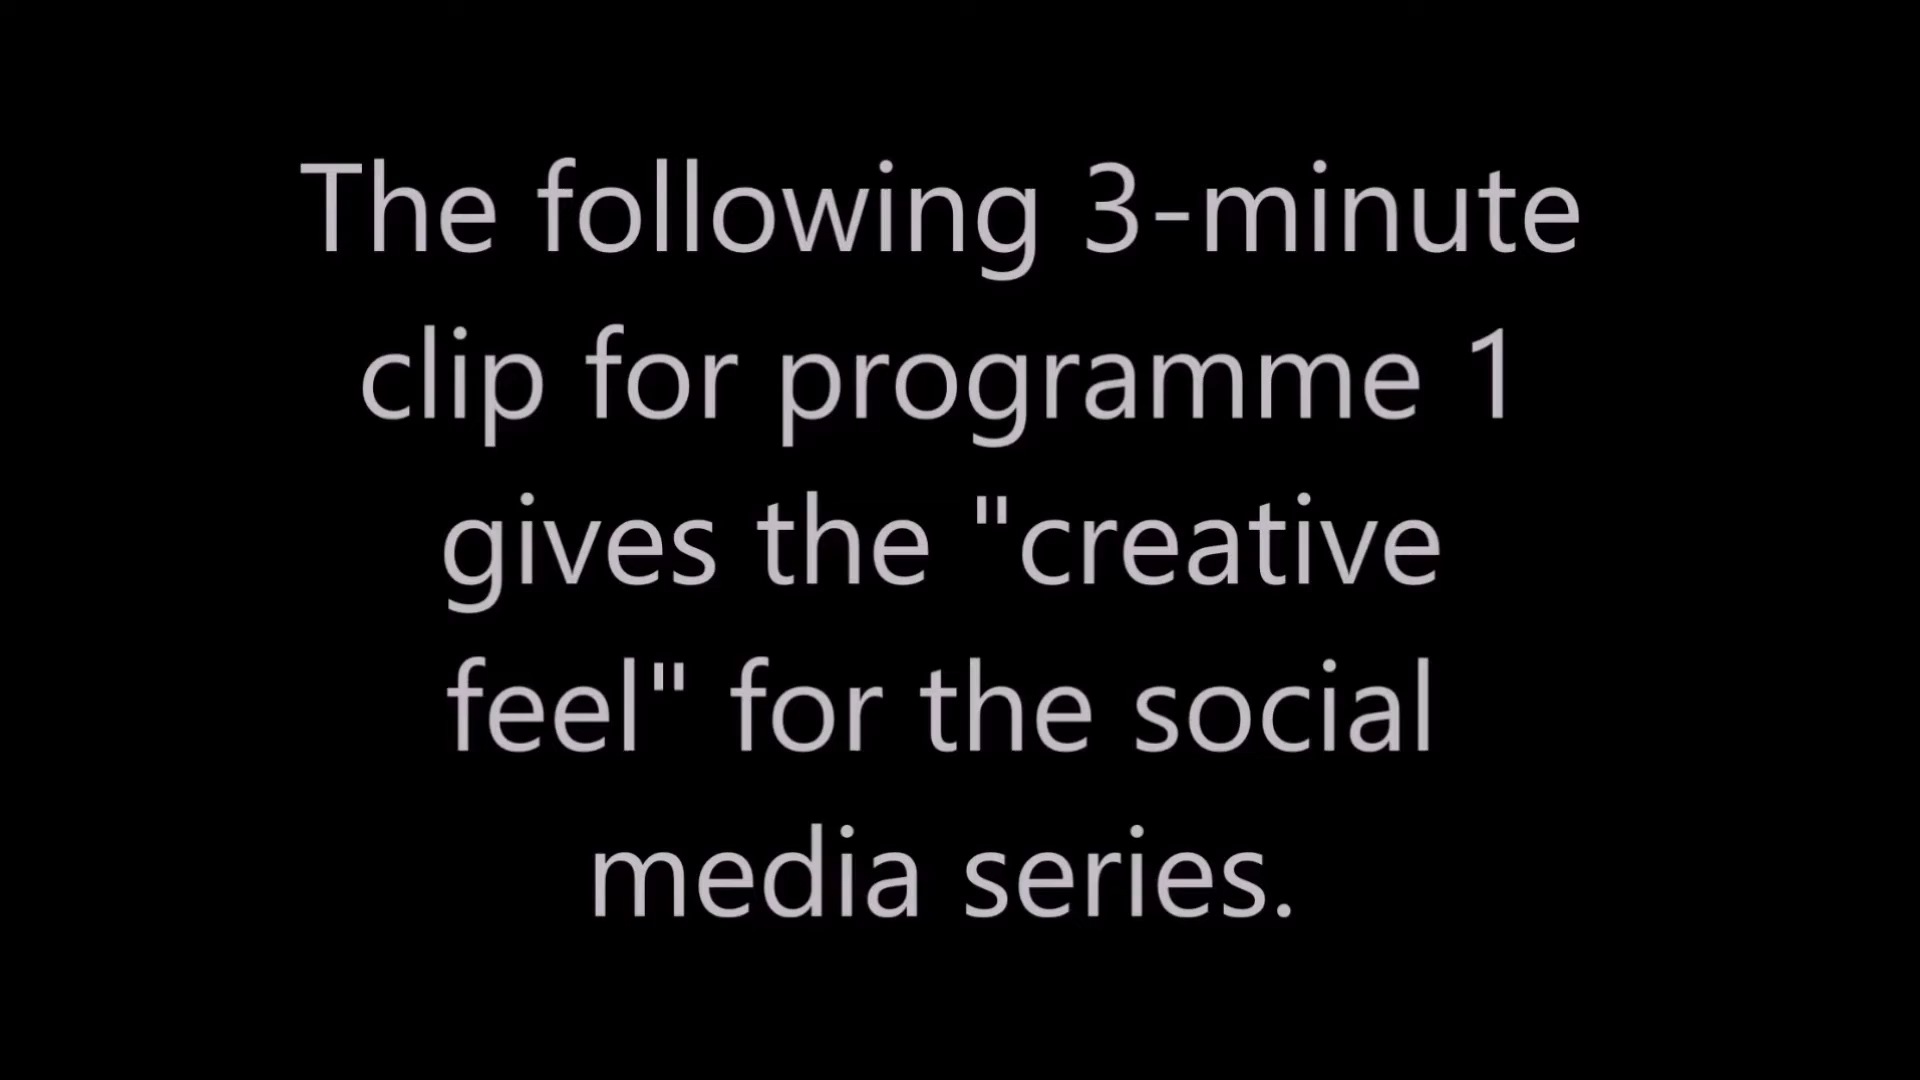 The following 3-minute
clip for programme 1
gives the "creative
feel" for the social
media series.